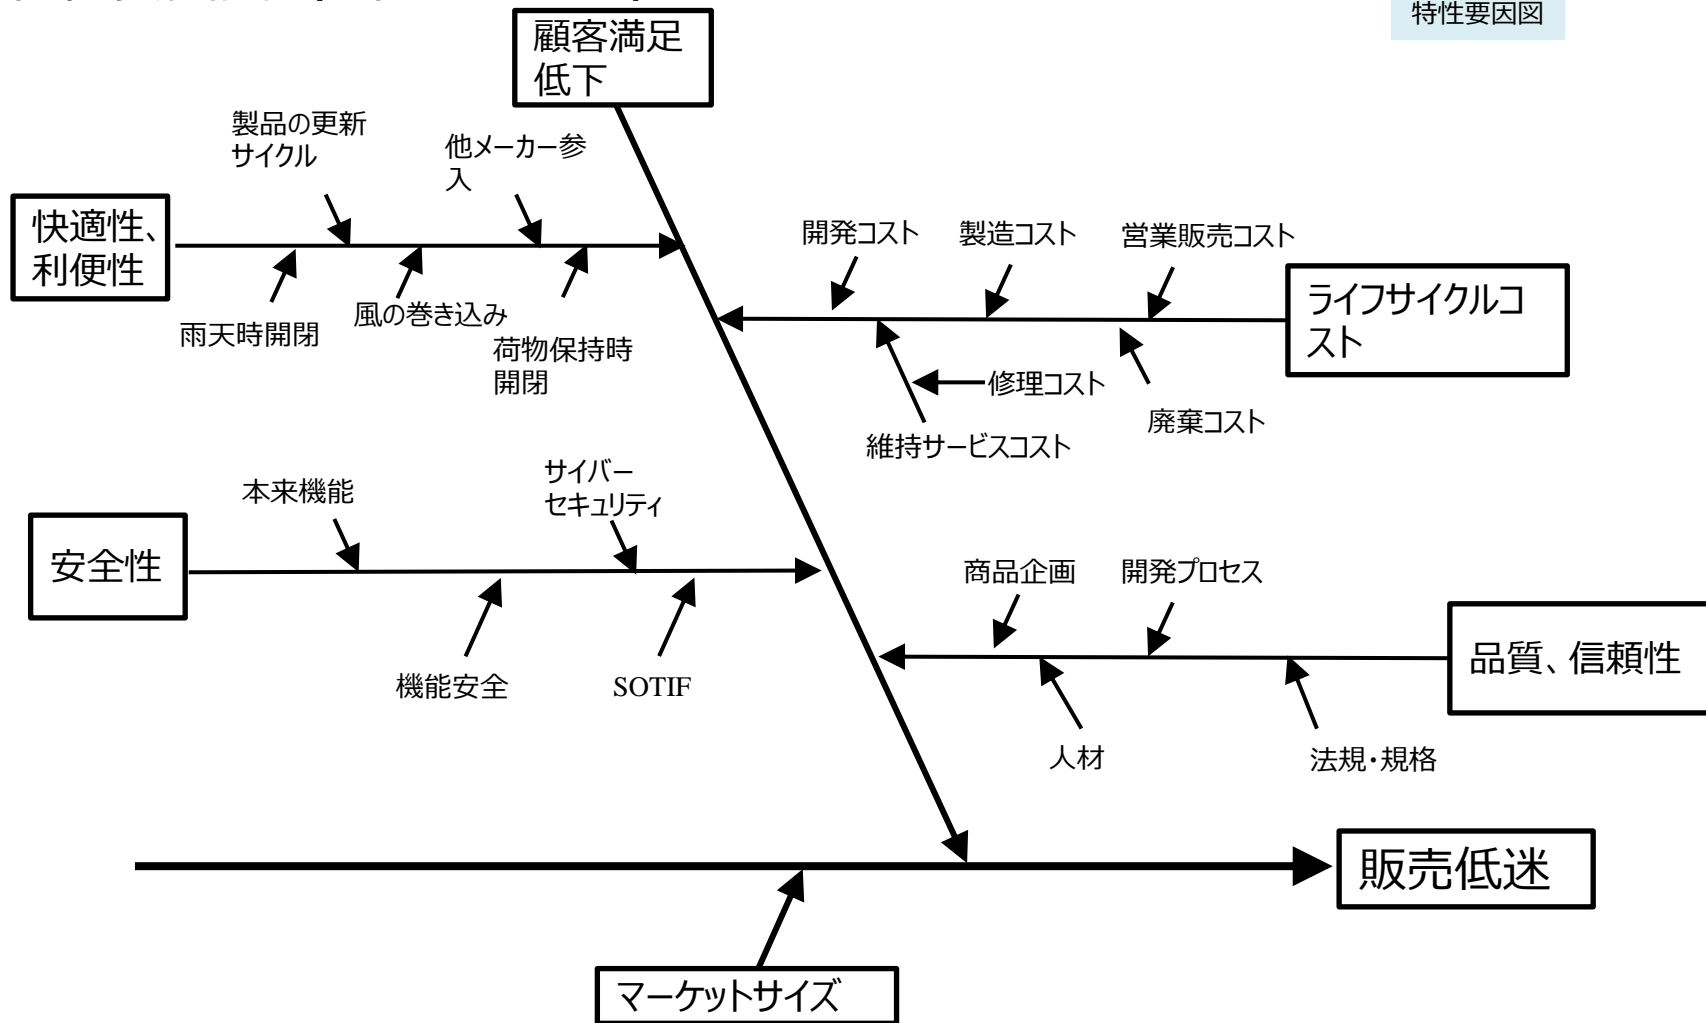 特性要因図
顧客満足
低下
製品の更新
サイクル
他メーカー参
入
快適性、
利便性
雨天時開閉
風の巻き込み
荷物保持時
開閉
開発コスト
製造コスト
営業販売コスト
ライフサイクルコ
スト
修理コスト
維持サービスコスト
廃棄コスト
本来機能
サイバー
セキュリティ
安全性
機能安全
SOTIF
商品企画
開発プロセス
品質、信頼性
人材
法規・規格
販売低迷
マーケットサイズ